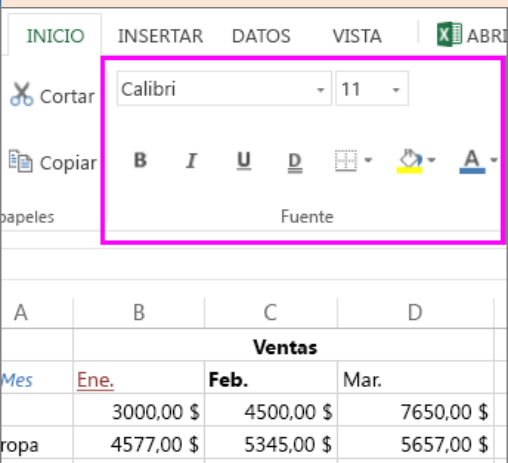 INICIO INSERTAR DATOS VISTA ABRI
Calibri 11
Cortar
B I U D A
Copiar
papeles Fuente
A B C D
Ventas
Mes Ene. Feb. Mar.
3000,00 $ 4500,00 $ 7650,00 $
ropa 4577,00 $ 5345,00 $ 5657,00 $